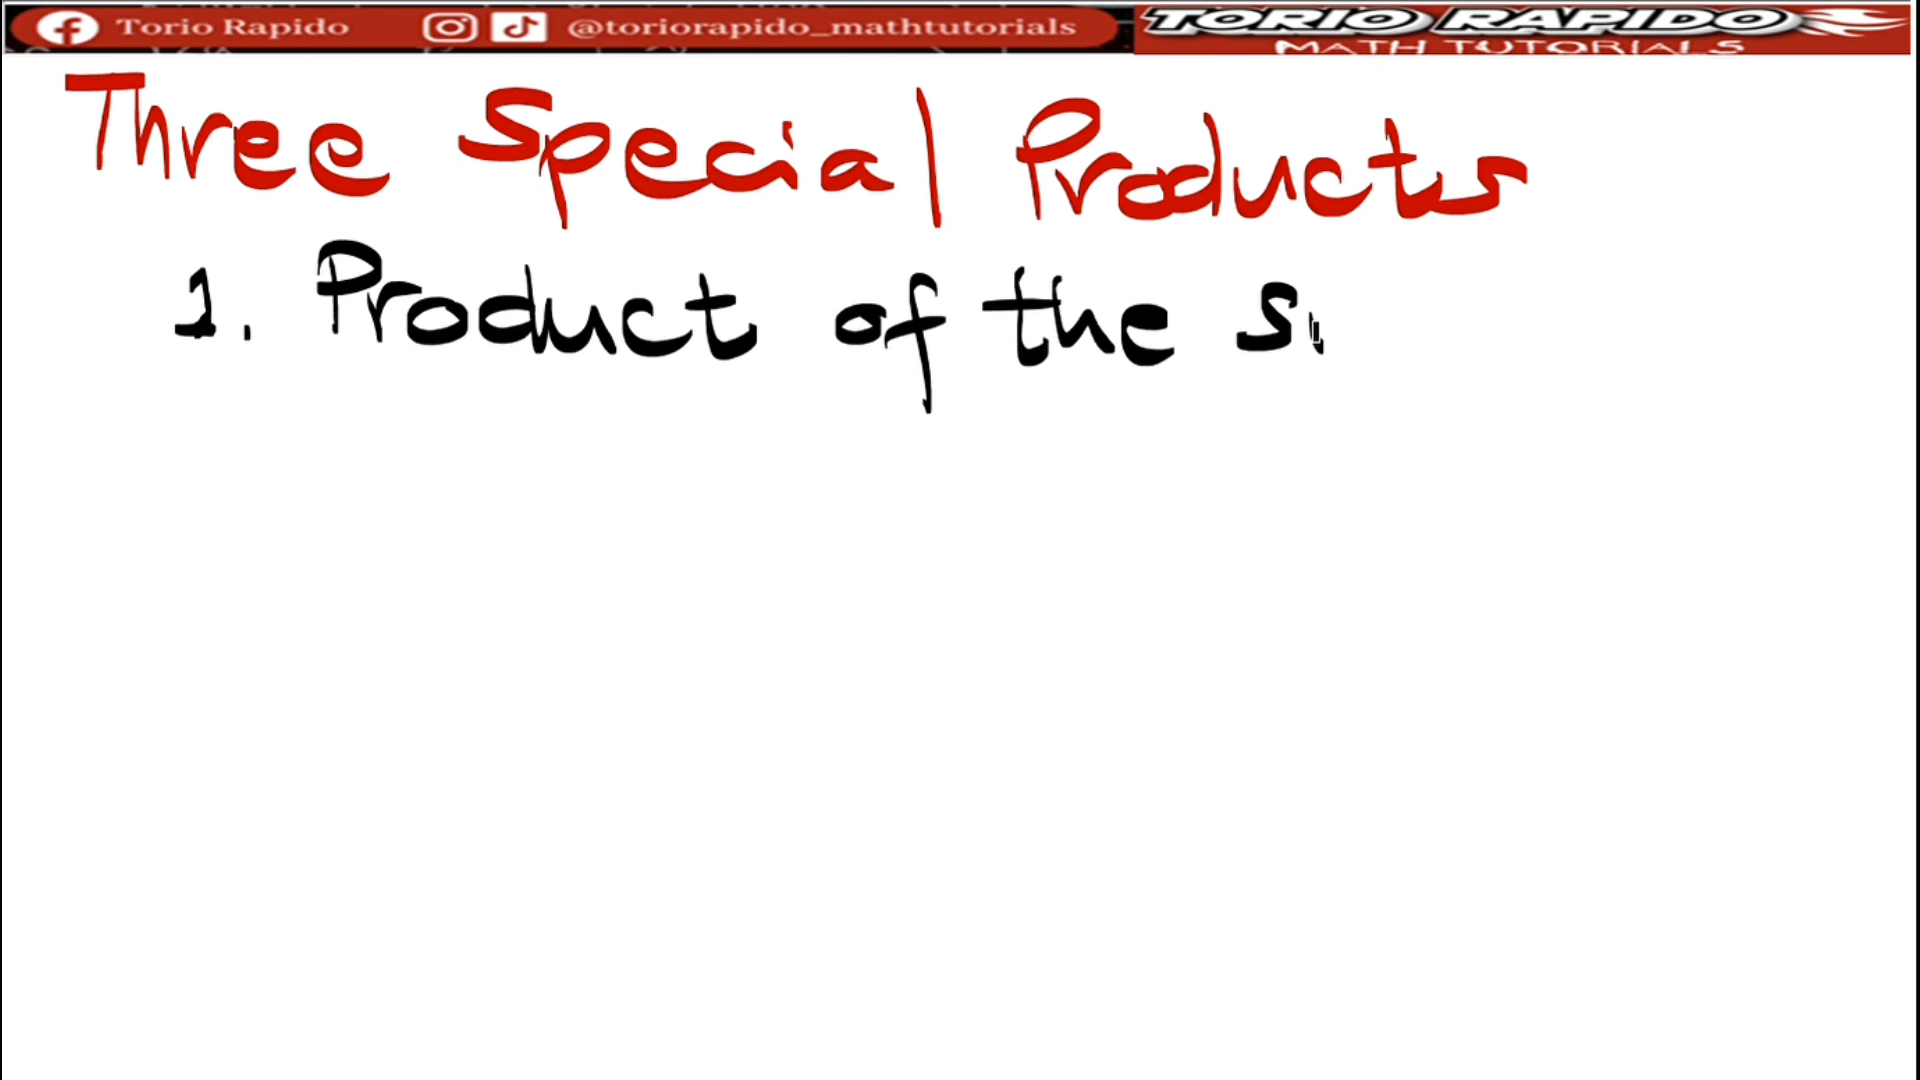 Torio Rapido @toriorapido_mathtutorials TORIO RAPIDO
MATH TUTORIALS
Three Special Products
1. Product of the s